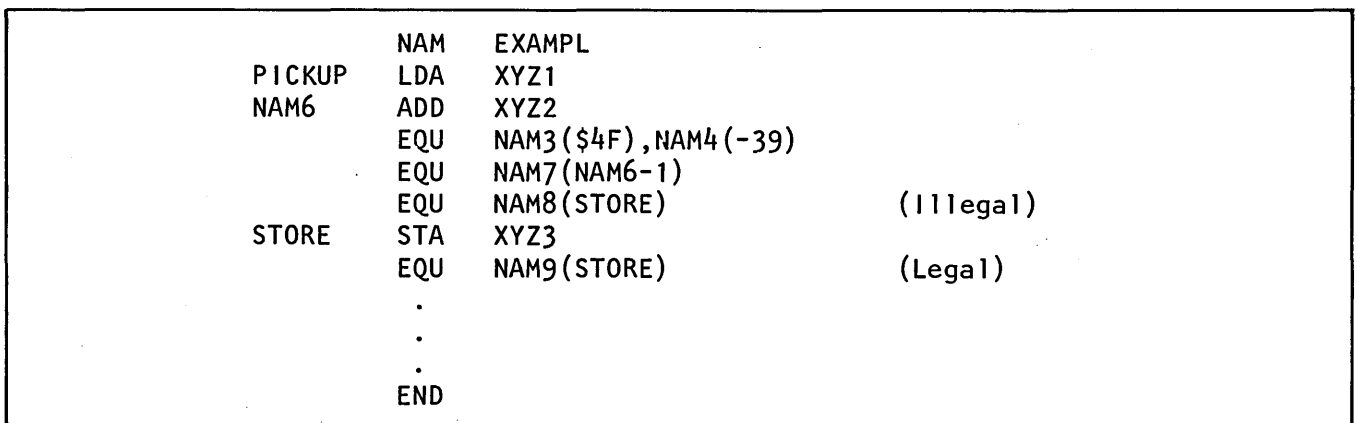 NAM EXAMPL
PICKUP LDA XYZ1
NAM6 ADD XYZ2
EQU NAM3($4F),NAM4(-39)
EQU NAM7(NAM6-1)
EQU NAM8(STORE) (Illegal)
STORE STA XYZ3
EQU NAM9(STORE) (Legal)
.
.
.
END